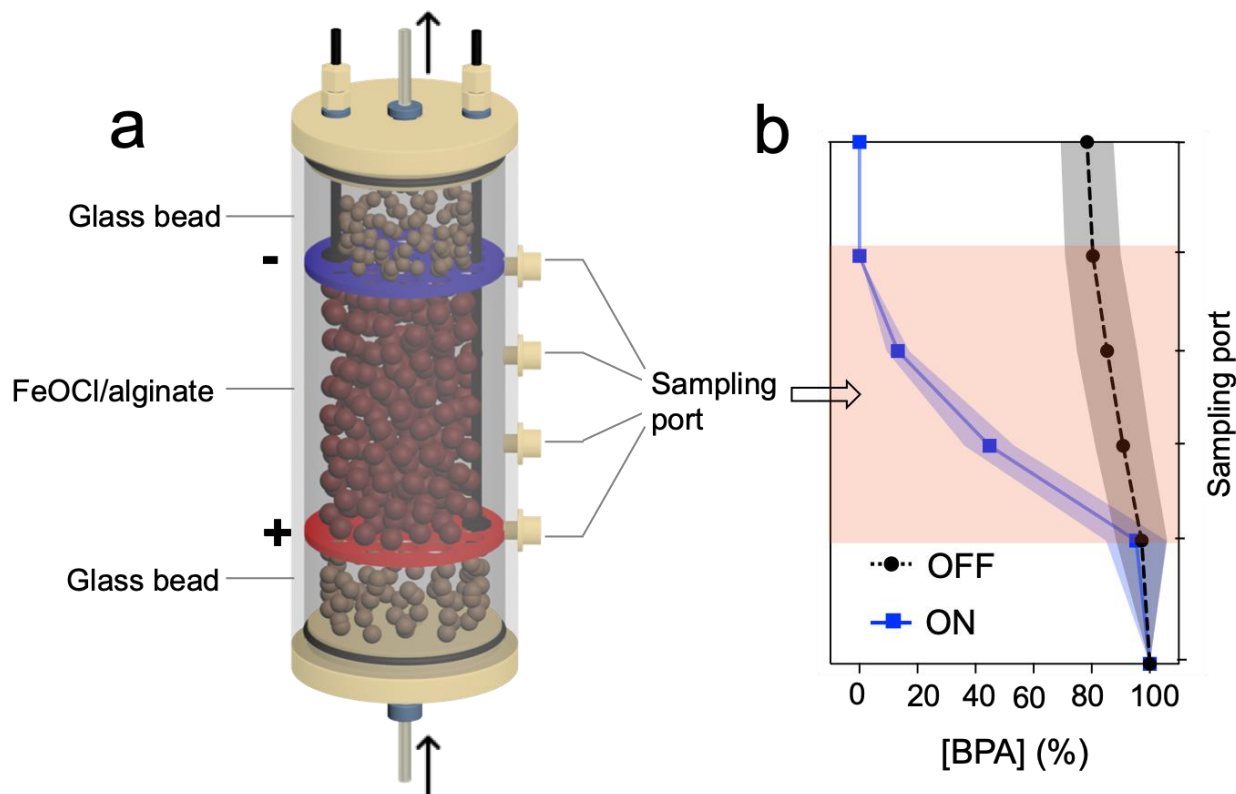 a
Glass bead
-
FeOCl/alginate
+
Glass bead
Sampling
port
b
OFF
ON
0 20 40 60 80 100
[BPA] (%)
Sampling port